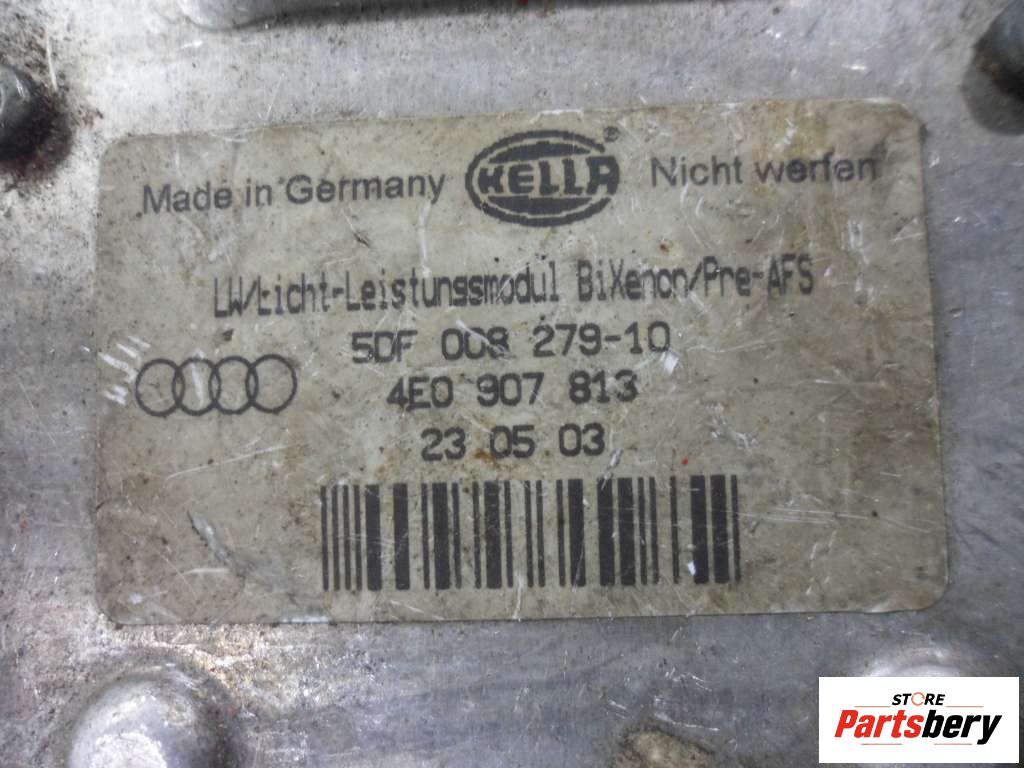 Made in Germany HELLA® Nicht werfen
LW/Licht-Leistungsmodul BiXenon/Pre-AFS
5DF 008 279-10
4E0 907 813
23 05 03
STORE
Partsbery